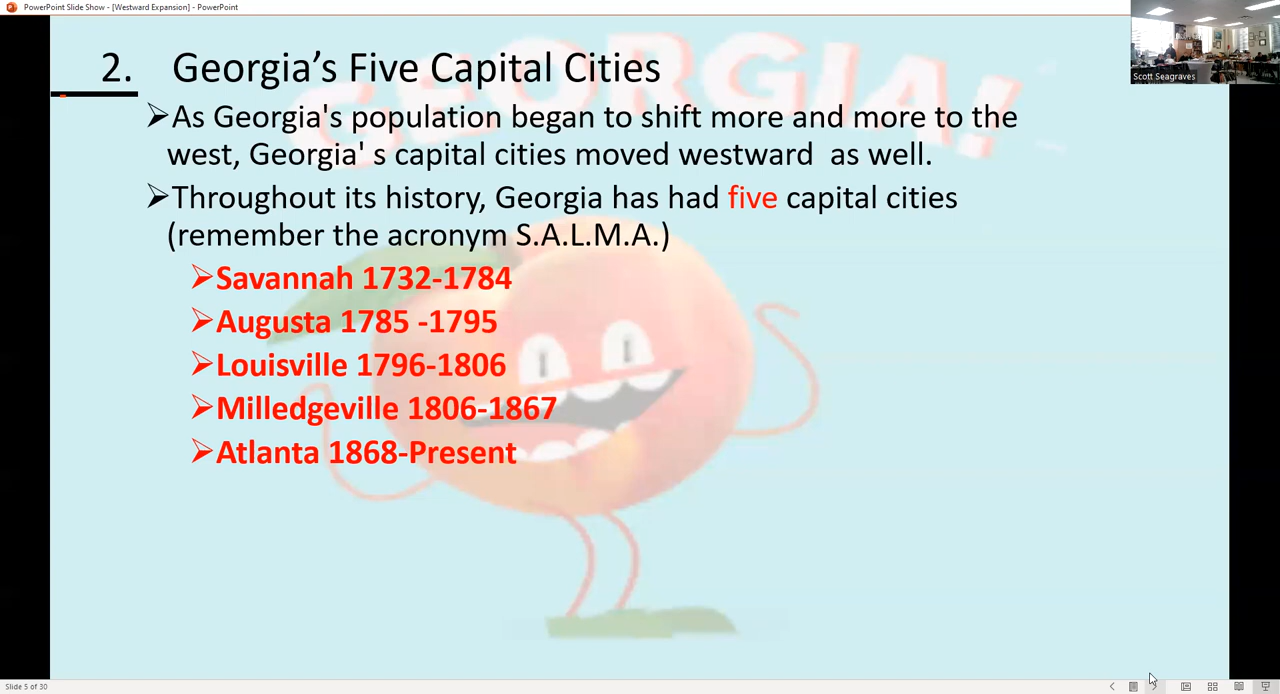 PowerPoint Slide Show - [Westward Expansion] - PowerPoint
Scott Seagraves
GEORGIA!
2. Georgia’s Five Capital Cities
➢As Georgia's population began to shift more and more to the
west, Georgia' s capital cities moved westward  as well.
➢Throughout its history, Georgia has had five capital cities
(remember the acronym S.A.L.M.A.)
➢Savannah 1732-1784
➢Augusta 1785 -1795
➢Louisville 1796-1806
➢Milledgeville 1806-1867
➢Atlanta 1868-Present
Slide 5 of 30